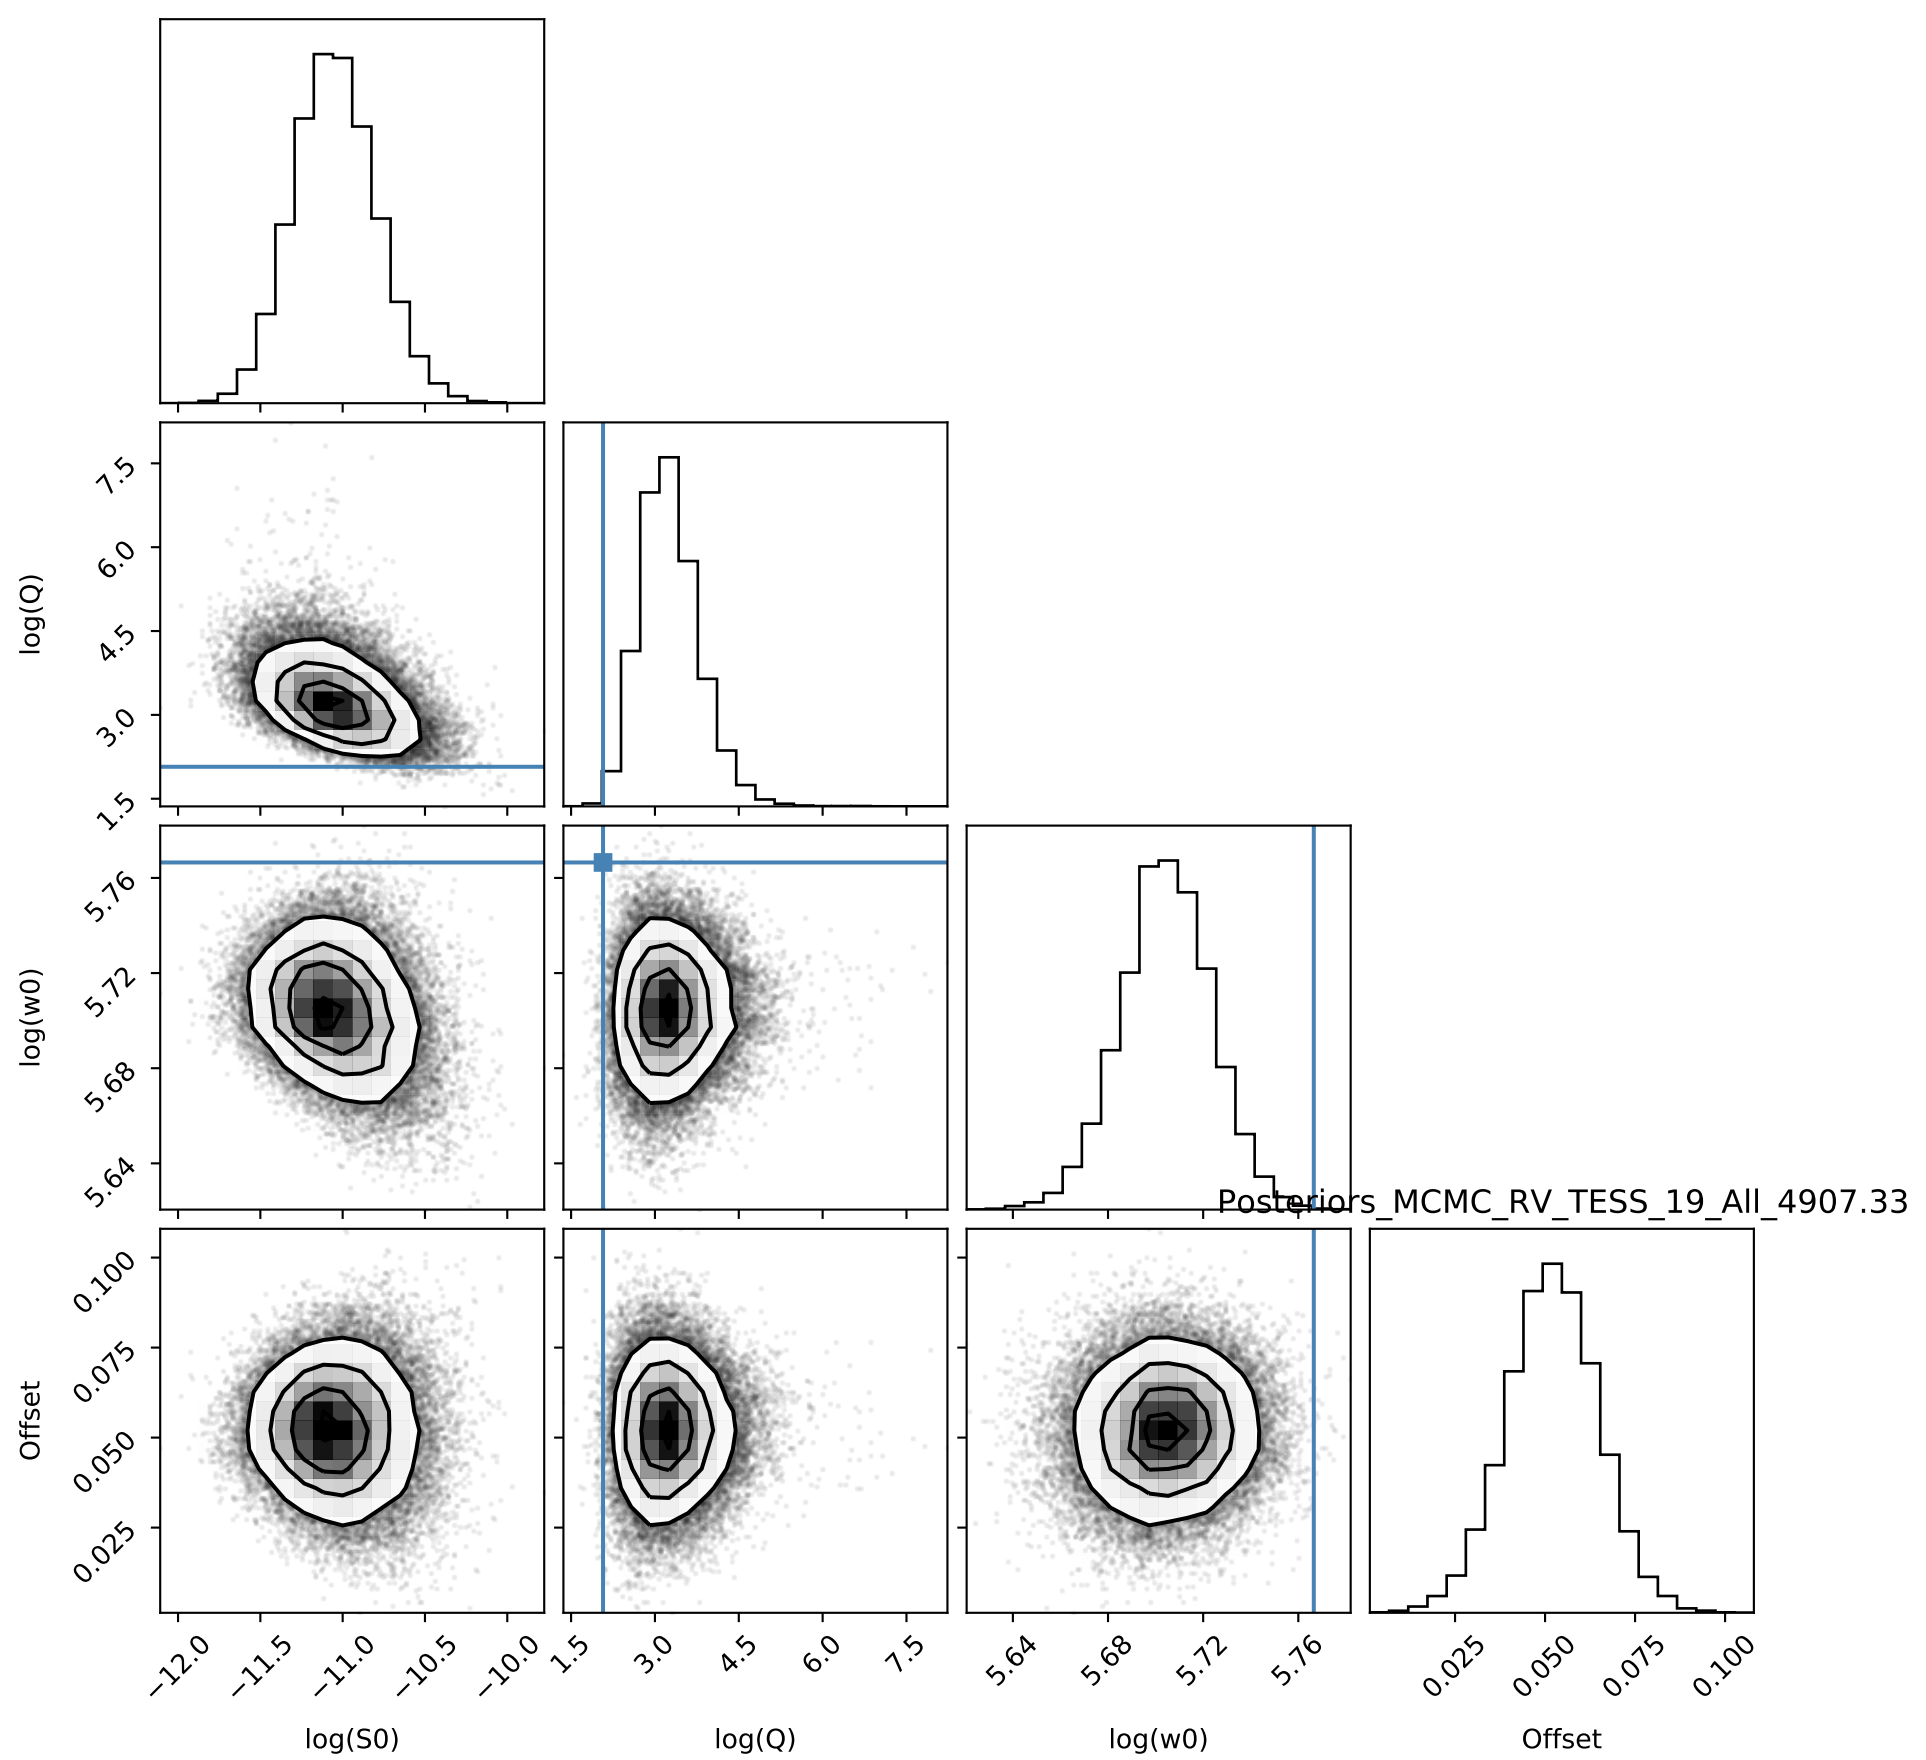 7.5
6.0
4.5
3.0
1.5
log(Q)
5.76
5.72
5.68
5.64
log(w0)
Posteriors_MCMC_RV_TESS_19_All_4907.33
0.100
0.075
0.050
0.025
Offset
−12.0 −11.5 −11.0 −10.5 −10.0 1.5 3.0 4.5 6.0 7.5 5.64 5.68 5.72 5.76 0.025 0.050 0.075 0.100
log(S0) log(Q) log(w0) Offset